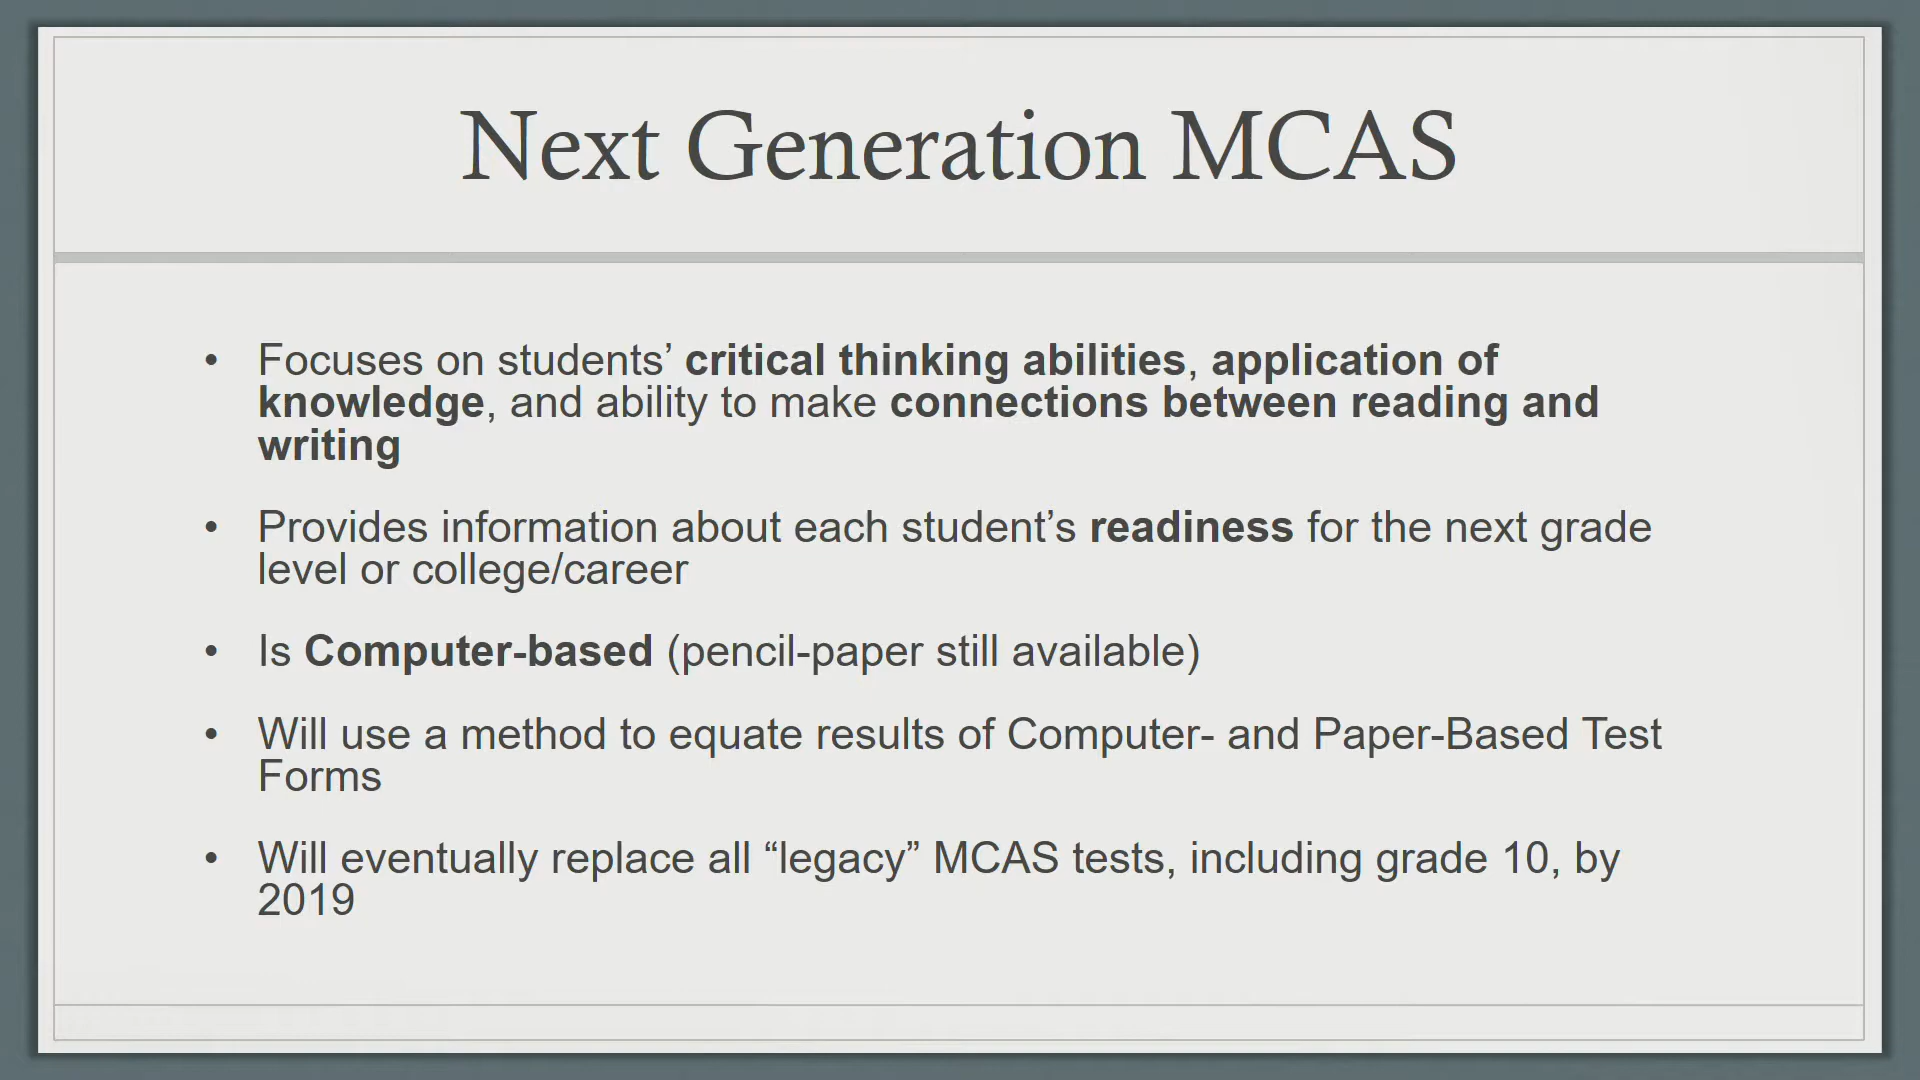 Next Generation MCAS
• Focuses on students’ critical thinking abilities, application of
knowledge, and ability to make connections between reading and
writing
• Provides information about each student’s readiness for the next grade
level or college/career
• Is Computer-based (pencil-paper still available)
• Will use a method to equate results of Computer- and Paper-Based Test
Forms
• Will eventually replace all “legacy” MCAS tests, including grade 10, by
2019